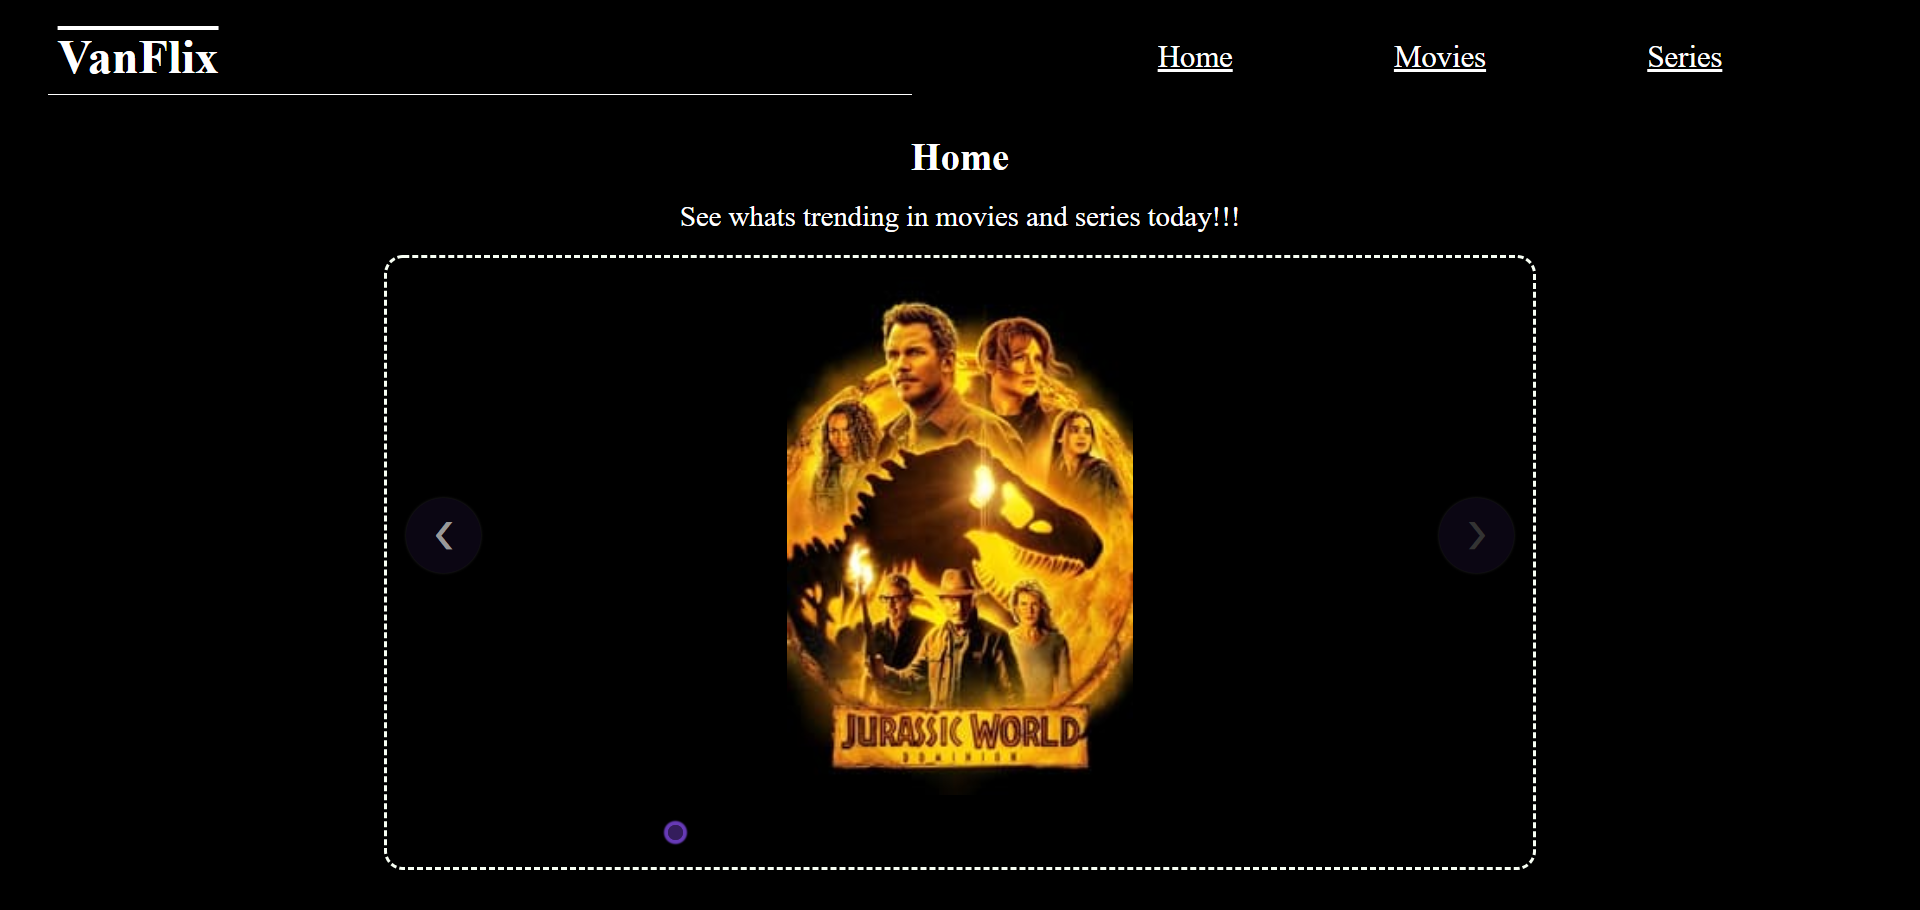 VanFlix
Home
Movies
Series
Home
See whats trending in movies and series today!!!
JURASSIC WORLD
DOMINION